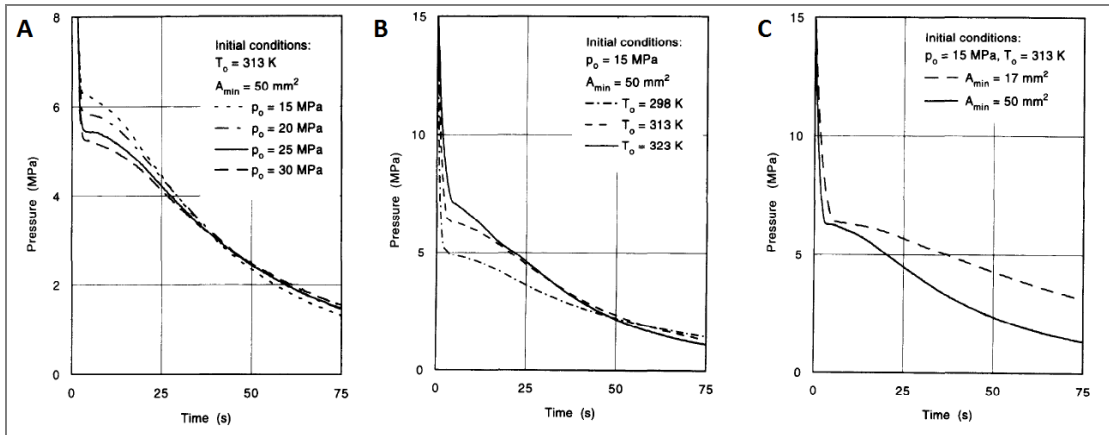 A
8
6
4
2
0
Pressure (MPa)
Initial conditions:
T₀ = 313 K
A_min = 50 mm²
p₀ = 15 MPa
p₀ = 20 MPa
p₀ = 25 MPa
p₀ = 30 MPa
0 25 50 75
Time (s)
B
15
10
5
0
Pressure (MPa)
Initial conditions:
p₀ = 15 MPa
A_min = 50 mm²
T₀ = 298 K
T₀ = 313 K
T₀ = 323 K
0 25 50 75
Time (s)
C
15
10
5
0
Pressure (MPa)
Initial conditions:
p₀ = 15 MPa, T₀ = 313 K
A_min = 17 mm²
A_min = 50 mm²
0 25 50 75
Time (s)